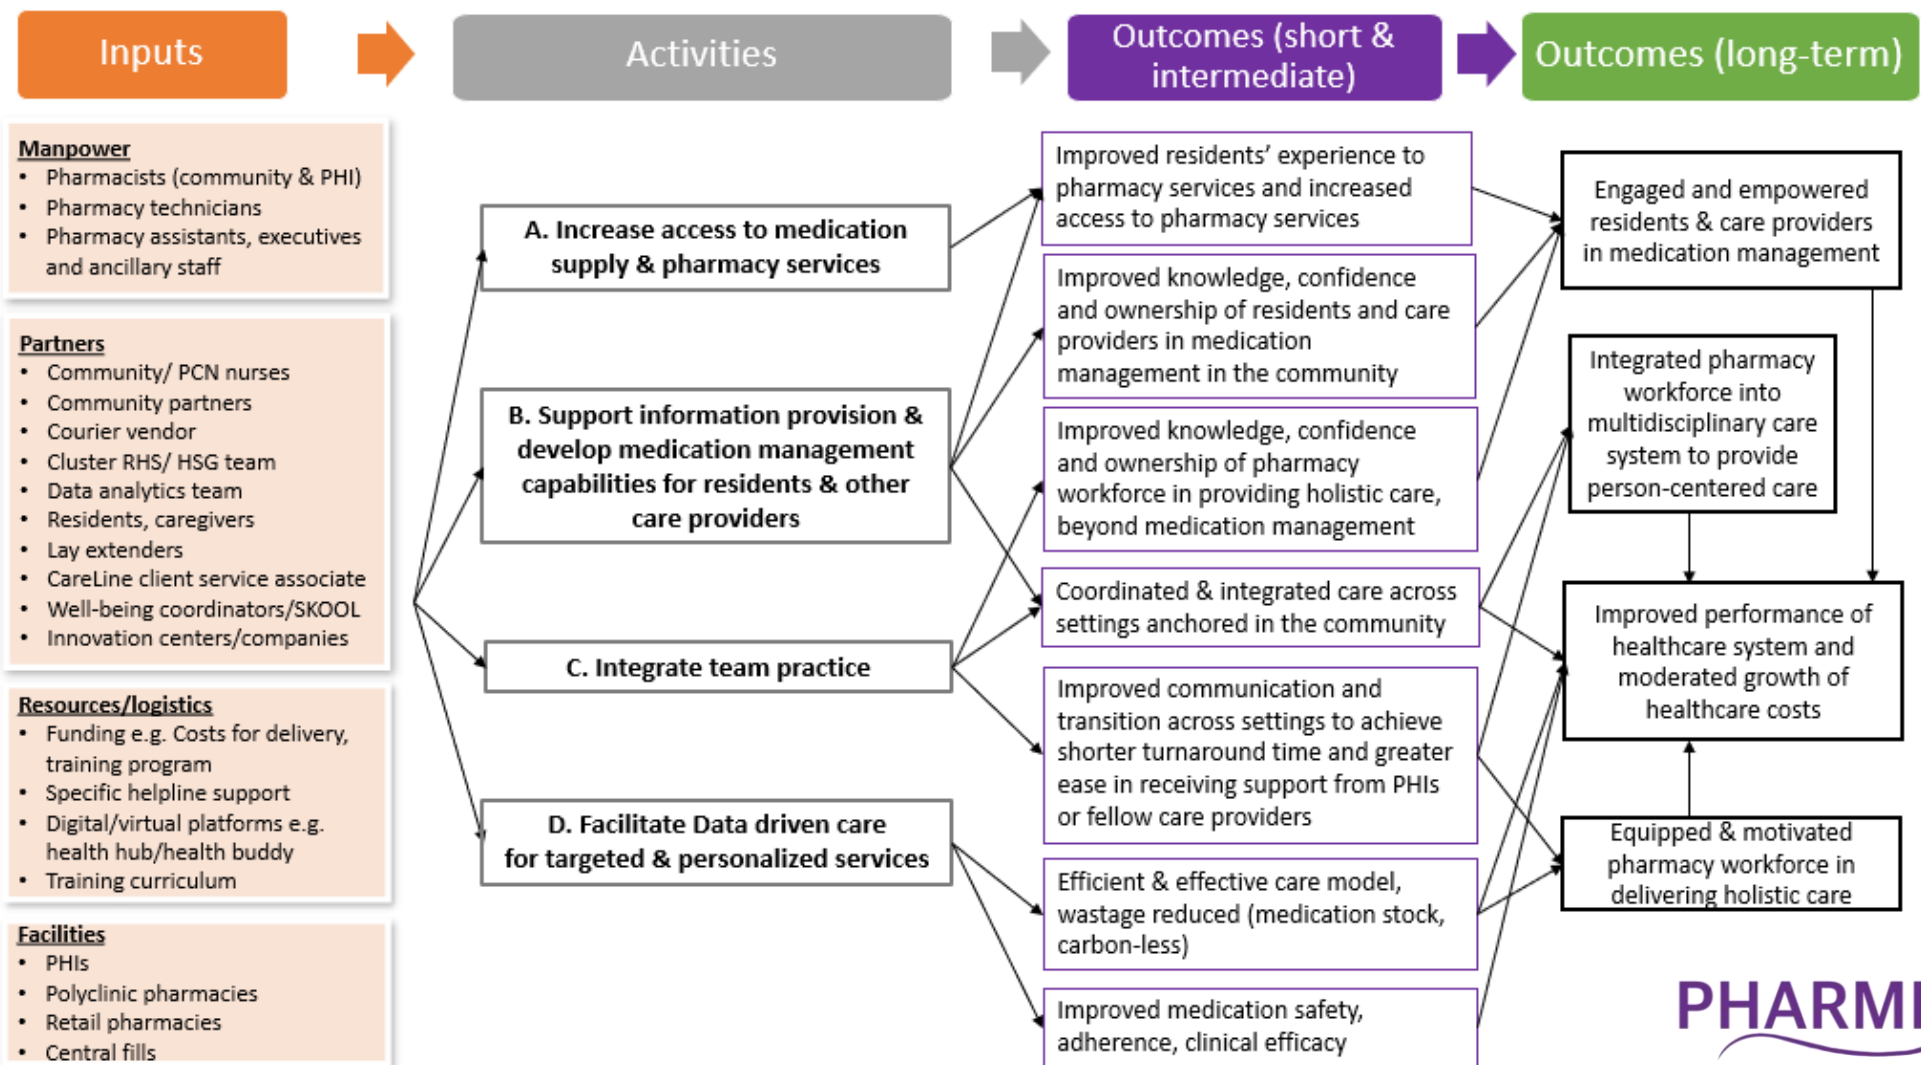 Inputs
Activities
Outcomes (short &
intermediate)
Outcomes (long-term)
Manpower
• Pharmacists (community & PHI)
• Pharmacy technicians
• Pharmacy assistants, executives
and ancillary staff
Partners
• Community/ PCN nurses
• Community partners
• Courier vendor
• Cluster RHS/ HSG team
• Data analytics team
• Residents, caregivers
• Lay extenders
• CareLine client service associate
• Well-being coordinators/SKOOL
• Innovation centers/companies
Resources/logistics
• Funding e.g. Costs for delivery,
training program
• Specific helpline support
• Digital/virtual platforms e.g.
health hub/health buddy
• Training curriculum
Facilities
• PHIs
• Polyclinic pharmacies
• Retail pharmacies
• Central fills
A. Increase access to medication
supply & pharmacy services
B. Support information provision &
develop medication management
capabilities for residents & other
care providers
C. Integrate team practice
D. Facilitate Data driven care
for targeted & personalized services
Improved residents’ experience to
pharmacy services and increased
access to pharmacy services
Improved knowledge, confidence
and ownership of residents and care
providers in medication
management in the community
Improved knowledge, confidence
and ownership of pharmacy
workforce in providing holistic care,
beyond medication management
Coordinated & integrated care across
settings anchored in the community
Improved communication and
transition across settings to achieve
shorter turnaround time and greater
ease in receiving support from PHIs
or fellow care providers
Efficient & effective care model,
wastage reduced (medication stock,
carbon-less)
Improved medication safety,
adherence, clinical efficacy
Engaged and empowered
residents & care providers
in medication management
Integrated pharmacy
workforce into
multidisciplinary care
system to provide
person-centered care
Improved performance of
healthcare system and
moderated growth of
healthcare costs
Equipped & motivated
pharmacy workforce in
delivering holistic care